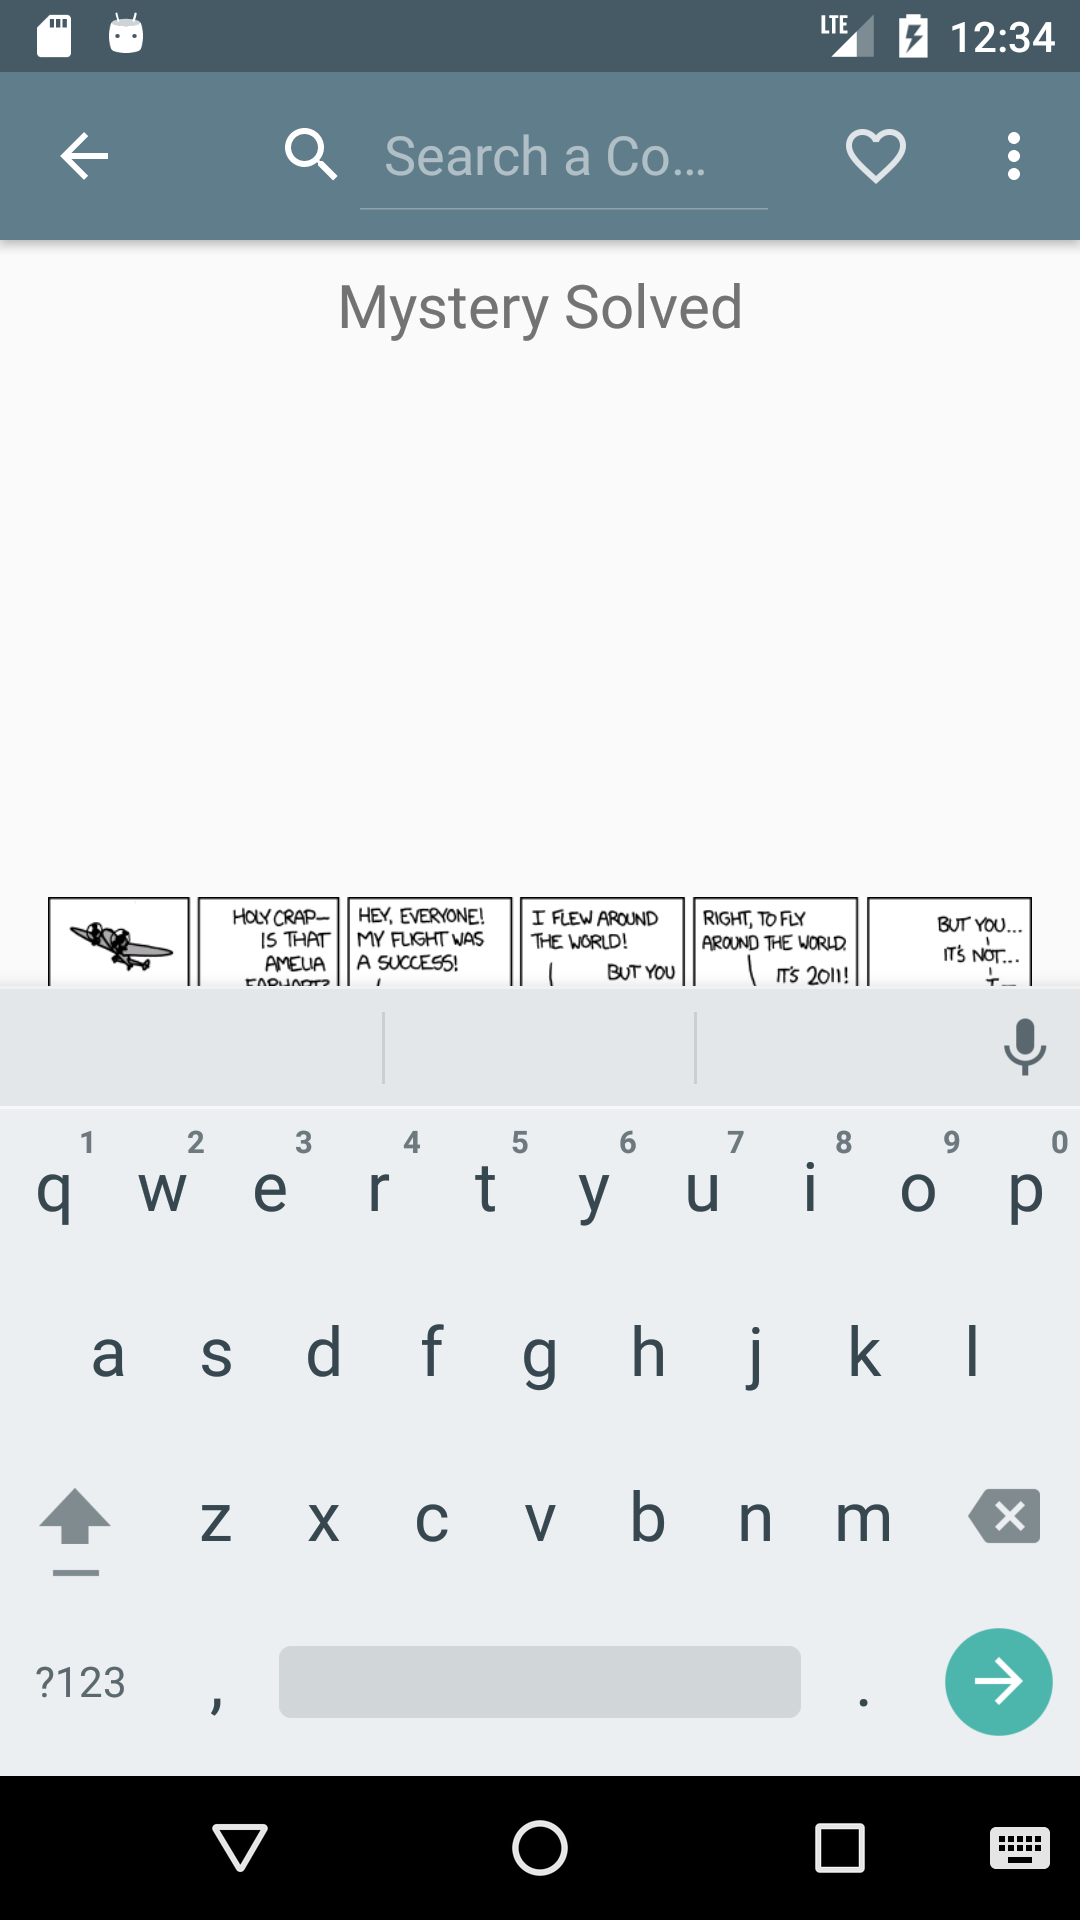 LTE 12:34
Search a Co...
Mystery Solved
HOLY CRAP—
IS THAT
AMELIA
EARHART?
HEY, EVERYONE!
MY FLIGHT WAS
A SUCCESS!
I FLEW AROUND
THE WORLD!
BUT YOU
RIGHT, TO FLY
AROUND THE WORLD.
IT'S 2011!
BUT YOU...
IT'S NOT...
I—
1 2 3 4 5 6 7 8 9 0
q w e r t y u i o p
a s d f g h j k l
z x c v b n m
?123 , .